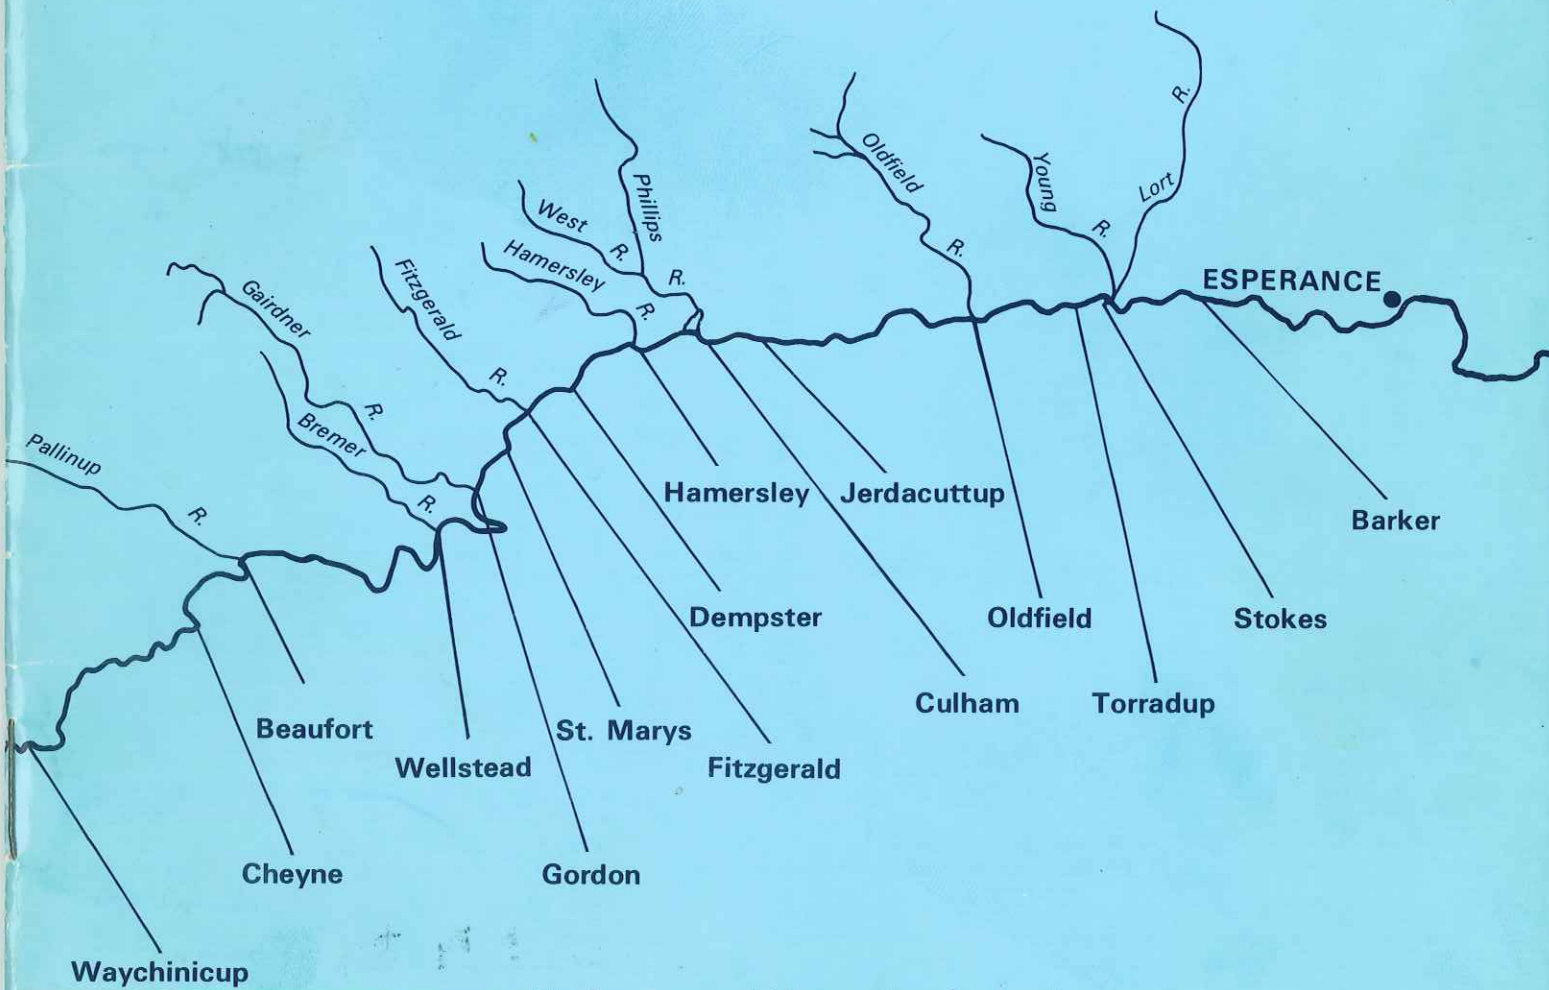 Phillips
R.
Oldfield
R.
Young
R.
Lort
R.
West
R.
Hamersley
R.
Fitzgerald
R.
Gairdner
R.
Bremer
R.
Pallinup
R.
ESPERANCE
Hamersley
Jerdacuttup
Barker
Dempster
Oldfield
Stokes
Culham
Torradup
Beaufort
St. Marys
Wellstead
Fitzgerald
Cheyne
Gordon
Waychinicup